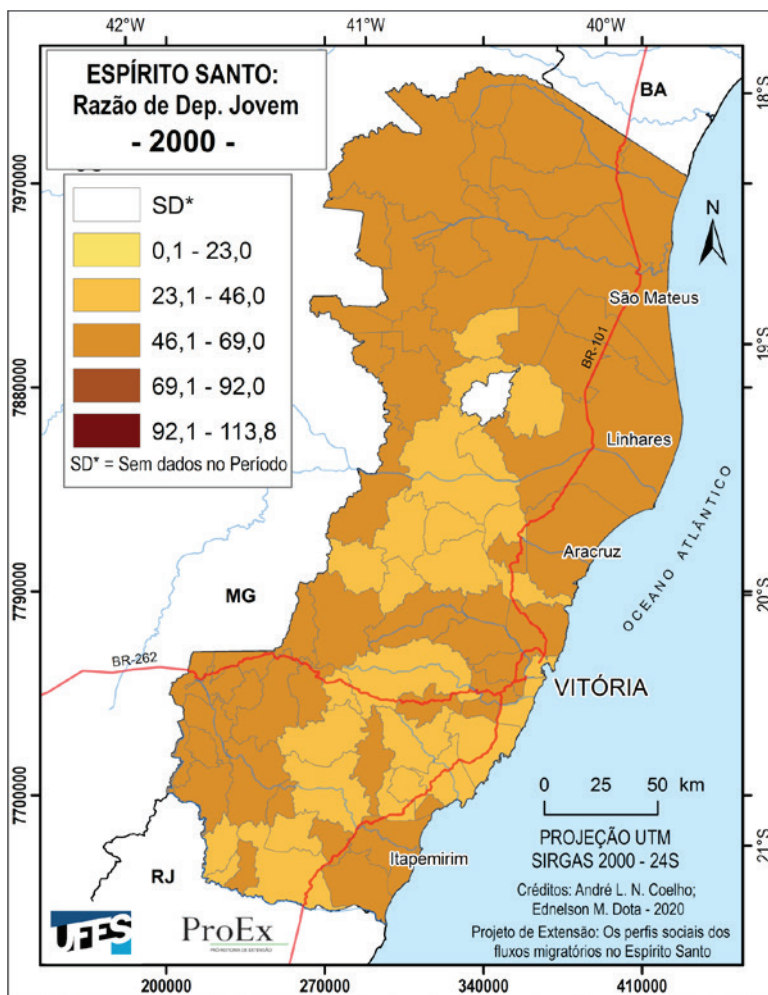 42°W 41°W 40°W
ESPÍRITO SANTO:
Razão de Dep. Jovem
- 2000 -
SD*
0,1 - 23,0
23,1 - 46,0
46,1 - 69,0
69,1 - 92,0
92,1 - 113,8
SD* = Sem dados no Período
BA
18°S
7970000
N
São Mateus
BR-101
19°S
7880000
Linhares
OCEANO ATLÂNTICO
Aracruz
7790000
MG
20°S
BR-262
VITÓRIA
0 25 50 km
7700000
PROJEÇÃO UTM
SIRGAS 2000 - 24S
Itapemirim
21°S
RJ
Créditos: André L. N. Coelho;
Ednelson M. Dota - 2020
Projeto de Extensão: Os perfis sociais dos
fluxos migratórios no Espírito Santo
UFES
ProEx
200000 270000 340000 410000